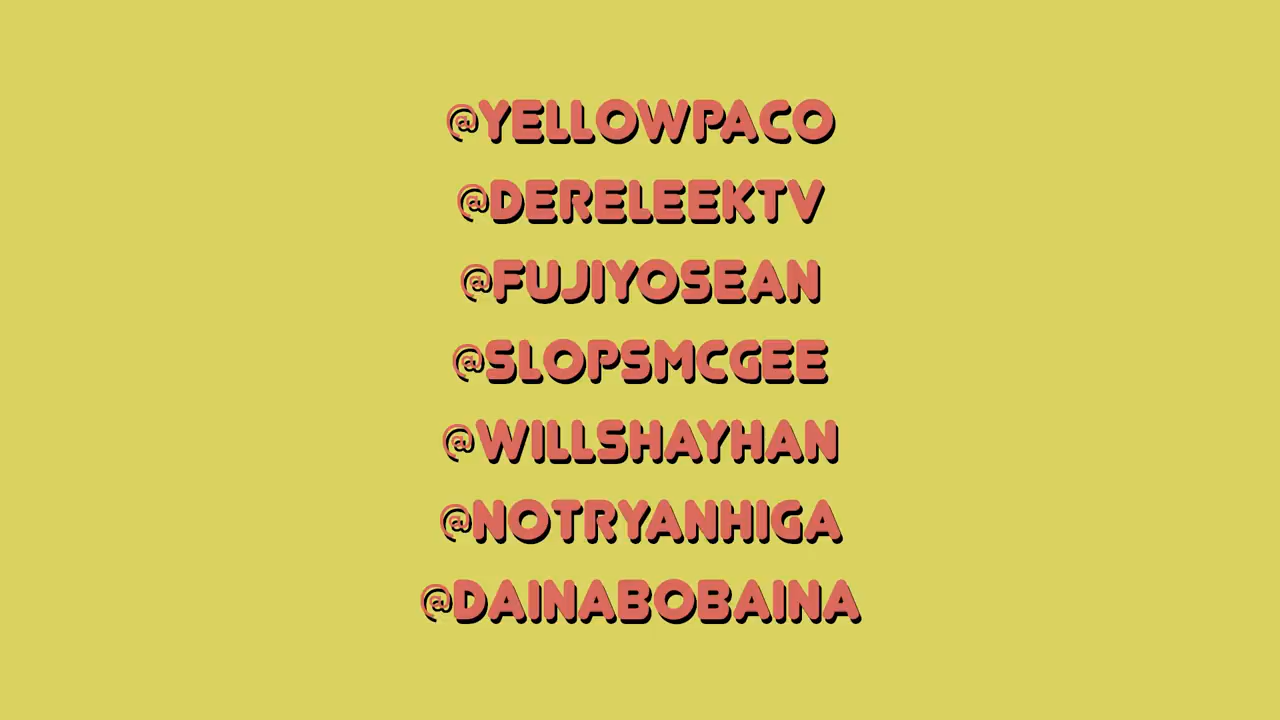 @YELLOWPACO
@DERELEEKTV
@FUJIYOSEAN
@SLOPSMCGEE
@WILLSHAYHAN
@NOTRYANHIGA
@DAINABOBAINA